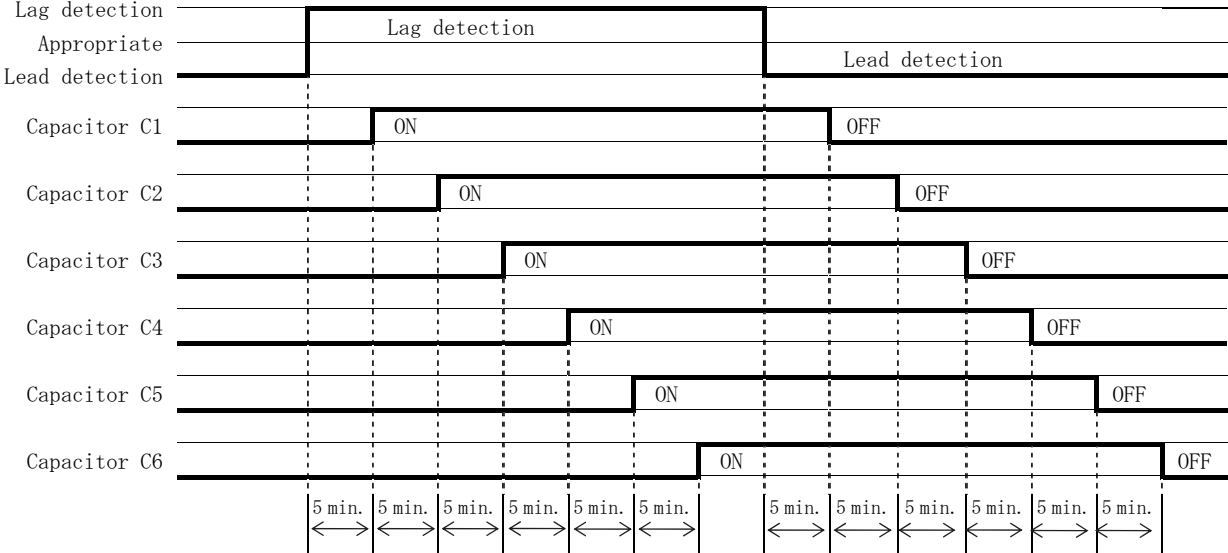 Lag detection
Lag detection
Appropriate
Lead detection
Lead detection
Capacitor C1 ON OFF
Capacitor C2 ON OFF
Capacitor C3 ON OFF
Capacitor C4 ON OFF
Capacitor C5 ON OFF
Capacitor C6 ON OFF
5 min. 5 min. 5 min. 5 min. 5 min. 5 min. 5 min. 5 min. 5 min. 5 min. 5 min. 5 min.